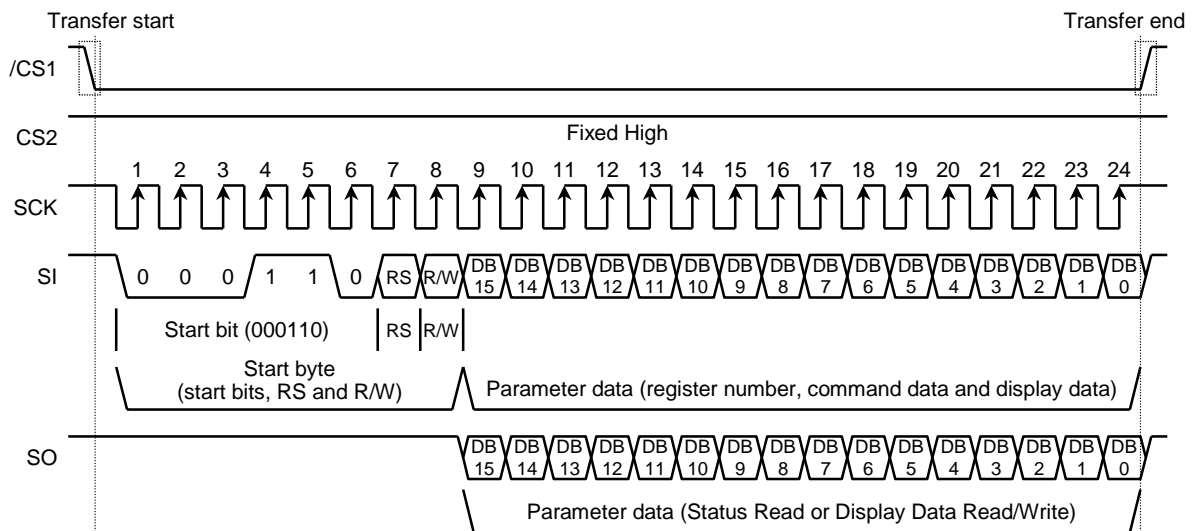 Transfer start Transfer end
/CS1
CS2 Fixed High
1 2 3 4 5 6 7 8 9 10 11 12 13 14 15 16 17 18 19 20 21 22 23 24
SCK
SI 0 0 0 1 1 0 RS R/W DB 15 DB 14 DB 13 DB 12 DB 11 DB 10 DB 9 DB 8 DB 7 DB 6 DB 5 DB 4 DB 3 DB 2 DB 1 DB 0
Start bit (000110) RS R/W
Start byte
(start bits, RS and R/W) Parameter data (register number, command data and display data)
SO DB 15 DB 14 DB 13 DB 12 DB 11 DB 10 DB 9 DB 8 DB 7 DB 6 DB 5 DB 4 DB 3 DB 2 DB 1 DB 0
Parameter data (Status Read or Display Data Read/Write)